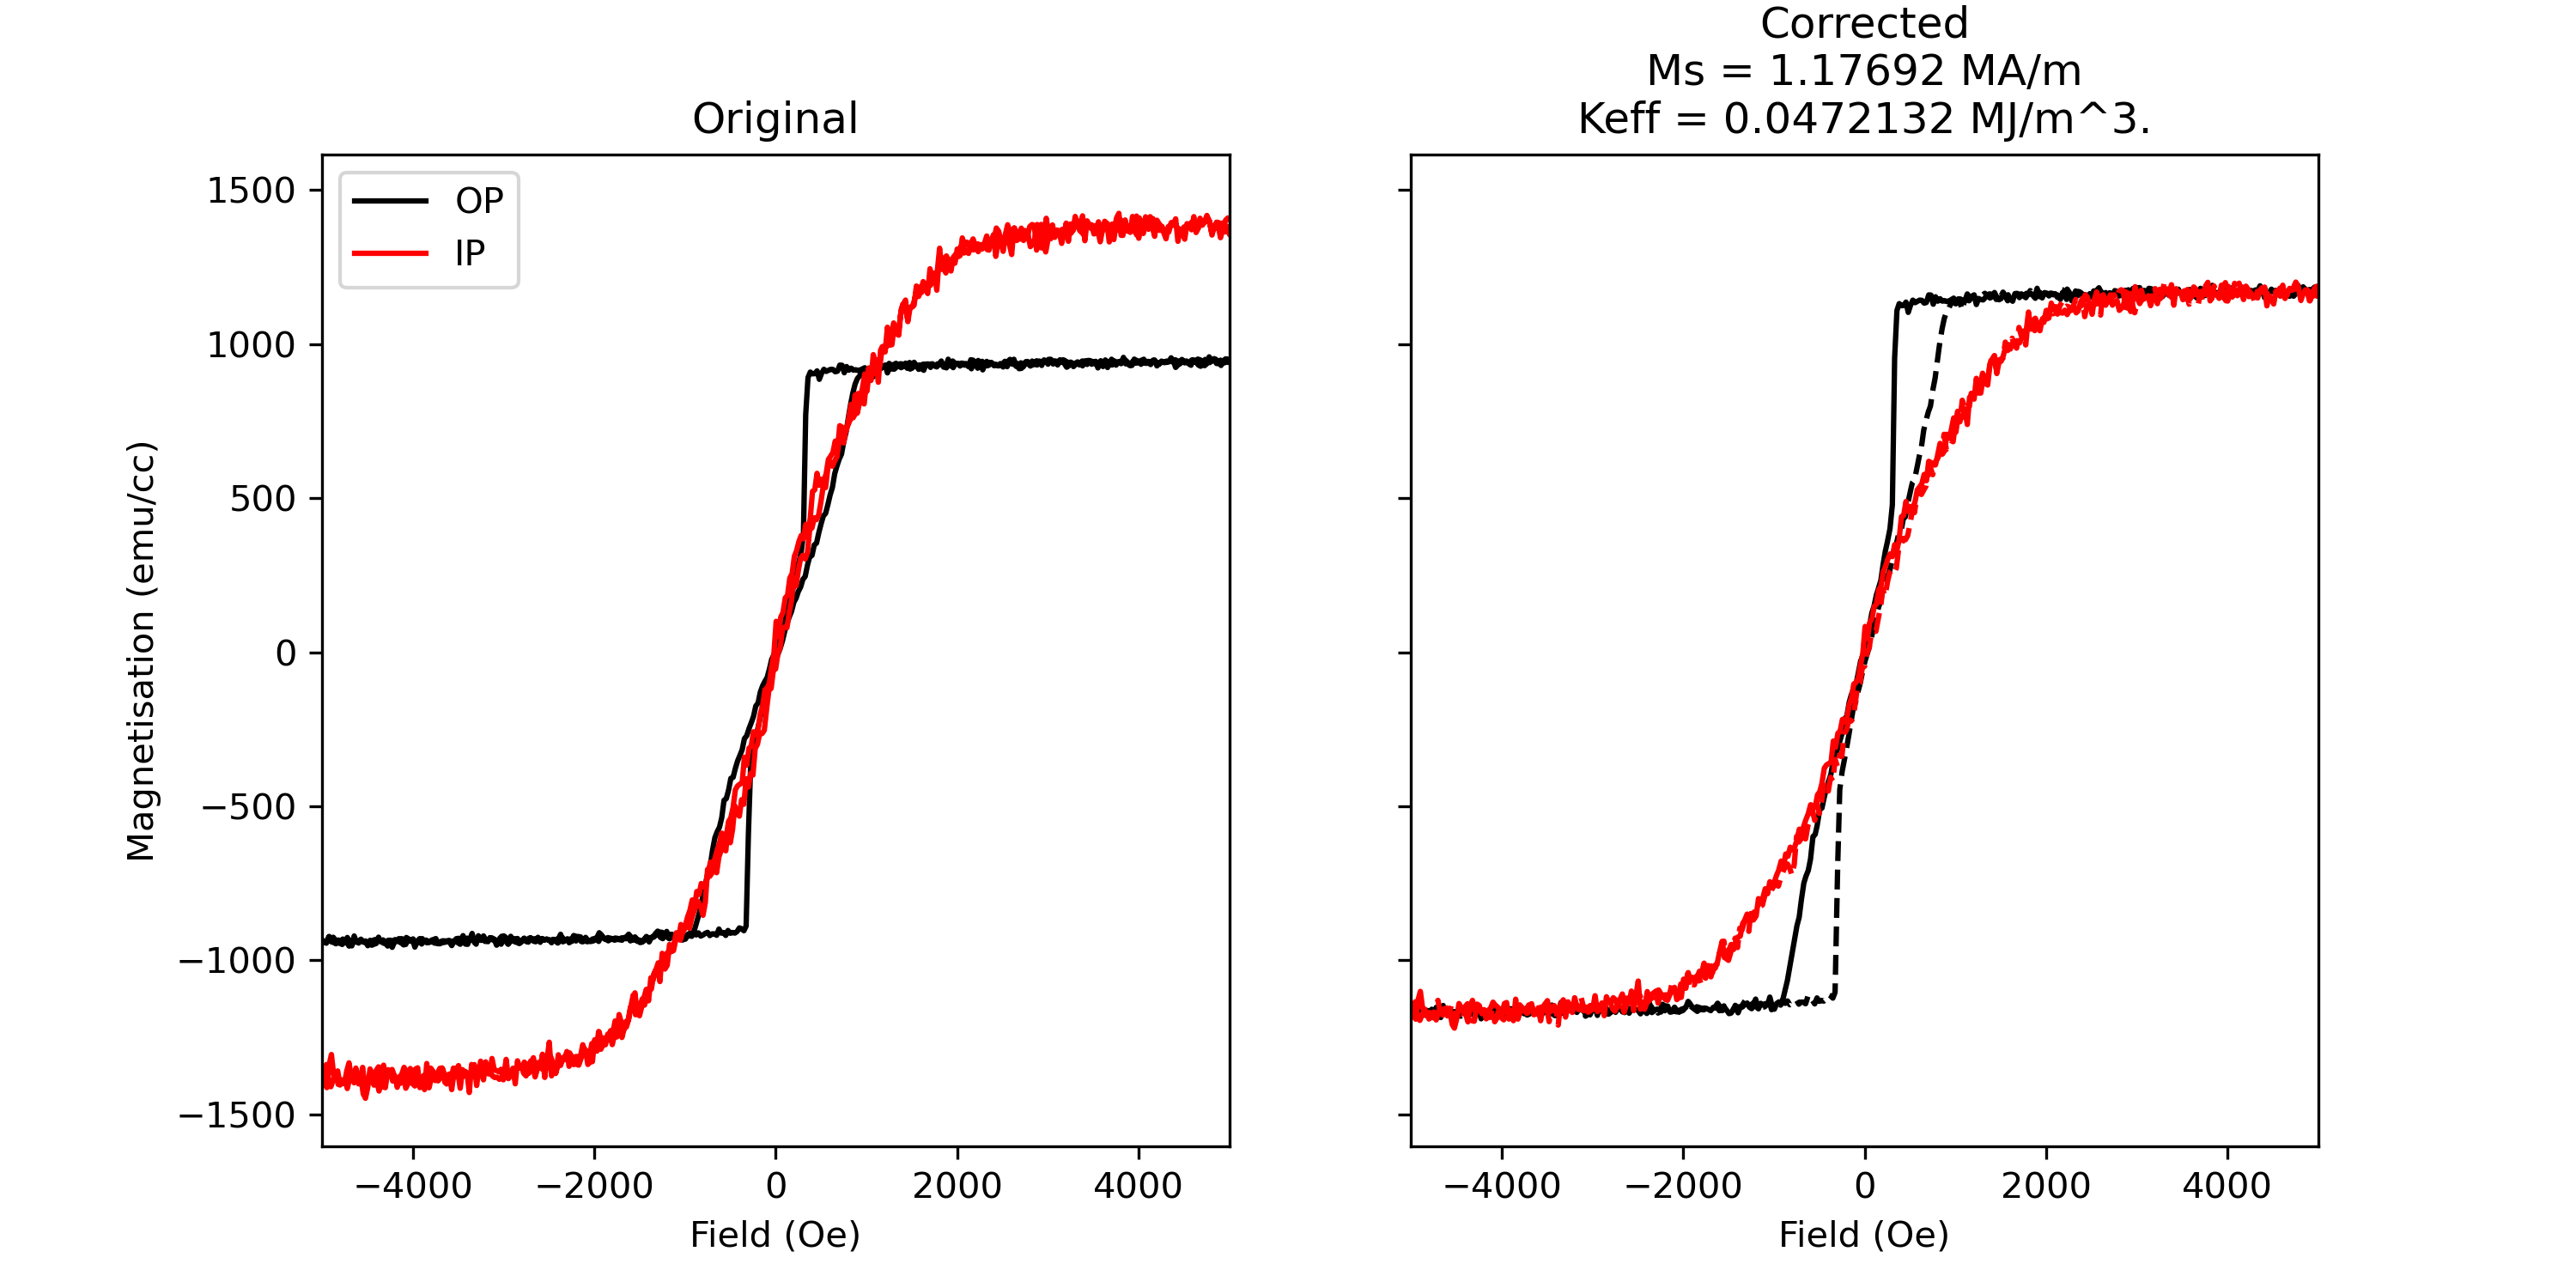 Original
OP
IP
1500
1000
500
0
−500
−1000
−1500
Magnetisation (emu/cc)
−4000 −2000 0 2000 4000
Field (Oe)
Corrected
Ms = 1.17692 MA/m
Keff = 0.0472132 MJ/m^3.
−4000 −2000 0 2000 4000
Field (Oe)